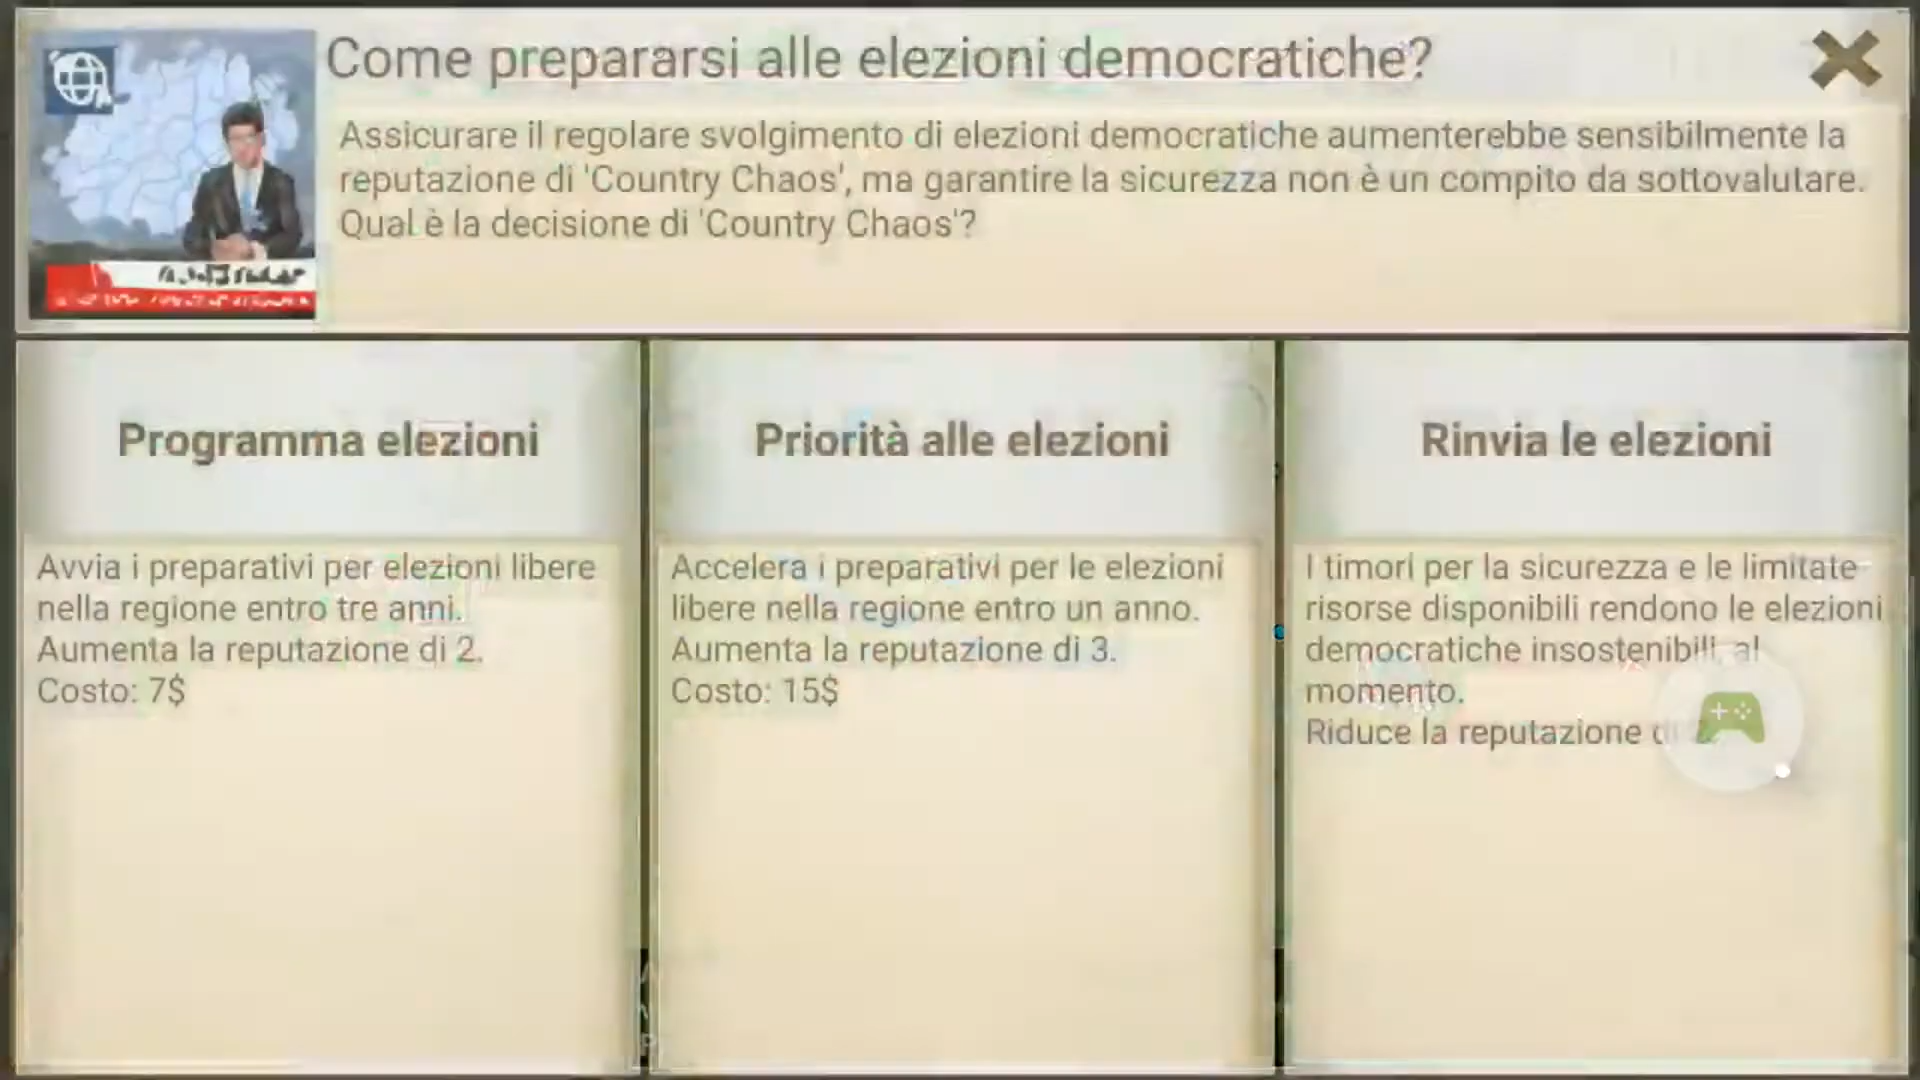 Come prepararsi alle elezioni democratiche?
Assicurare il regolare svolgimento di elezioni democratiche aumenterebbe sensibilmente la
reputazione di 'Country Chaos', ma garantire la sicurezza non è un compito da sottovalutare.
Qual è la decisione di 'Country Chaos'?
Programma elezioni
Avvia i preparativi per elezioni libere
nella regione entro tre anni.
Aumenta la reputazione di 2.
Costo: 7$
Priorità alle elezioni
Accelera i preparativi per le elezioni
libere nella regione entro un anno.
Aumenta la reputazione di 3.
Costo: 15$
Rinvia le elezioni
I timori per la sicurezza e le limitate
risorse disponibili rendono le elezioni
democratiche insostenibili, al
momento.
Riduce la reputazione